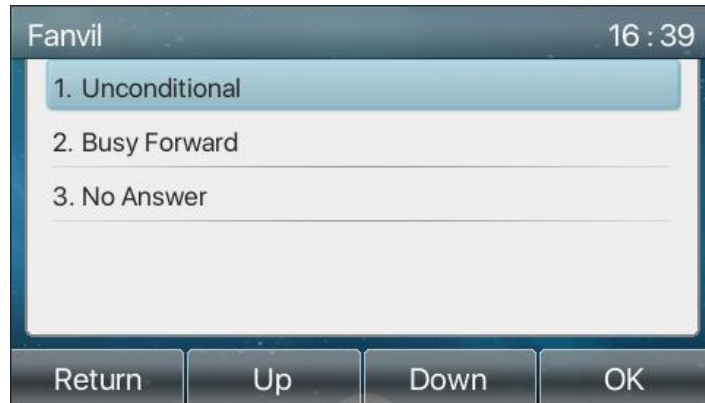 Fanvil 16:39
1. Unconditional
2. Busy Forward
3. No Answer
Return Up Down OK